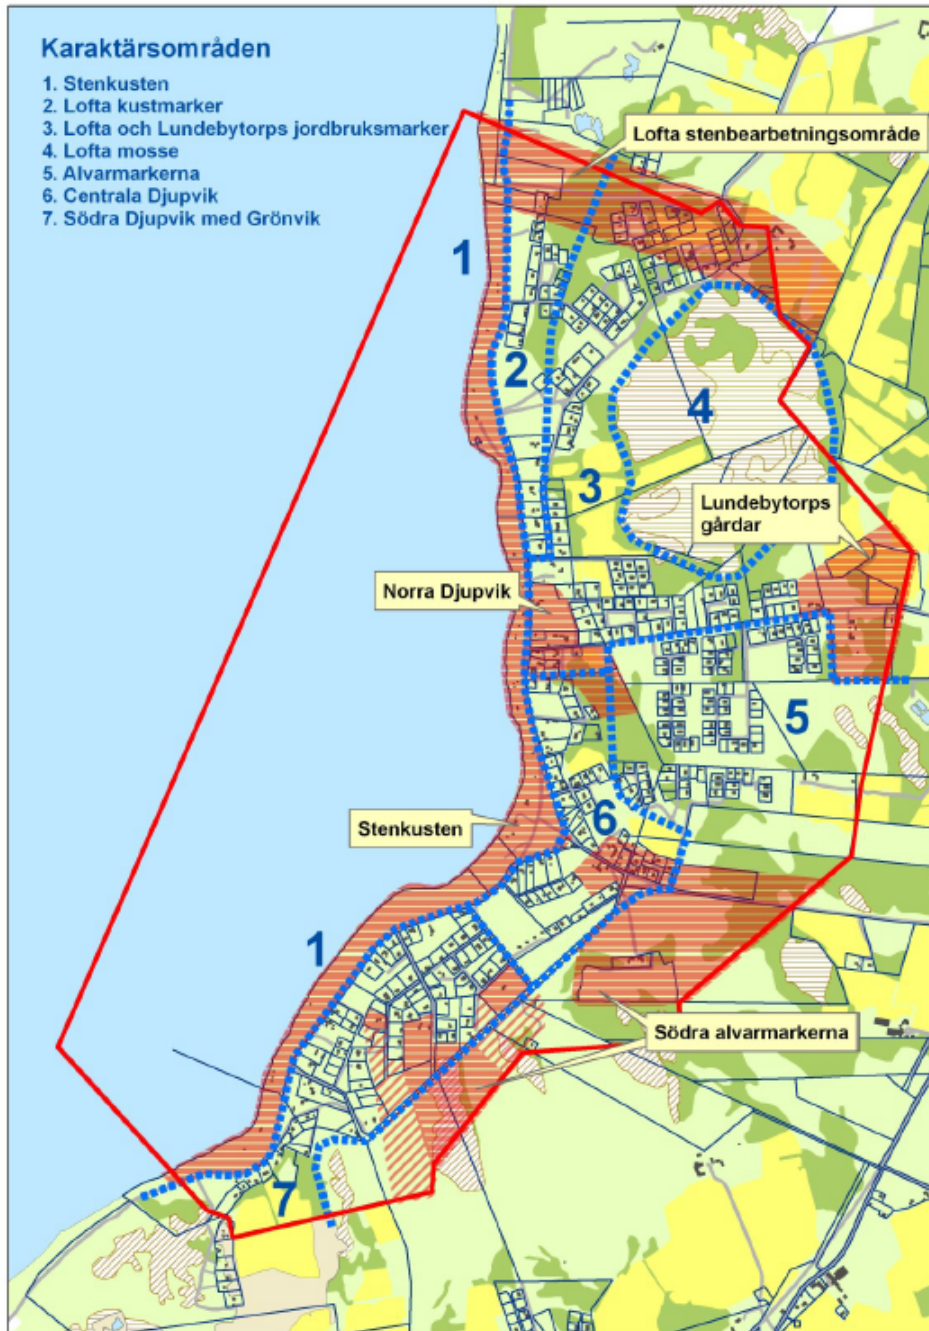 Karaktärsområden
1. Stenkusten
2. Lofta kustmarker
3. Lofta och Lundebytorps jordbruksmarker
4. Lofta mosse
5. Alvarmarkerna
6. Centrala Djupvik
7. Södra Djupvik med Grönvik
Lofta stenbearbetningsområde
1
2
4
3
Lundebytorps
gårdar
Norra Djupvik
5
6
Stenkusten
1
Södra alvarmarkerna
7